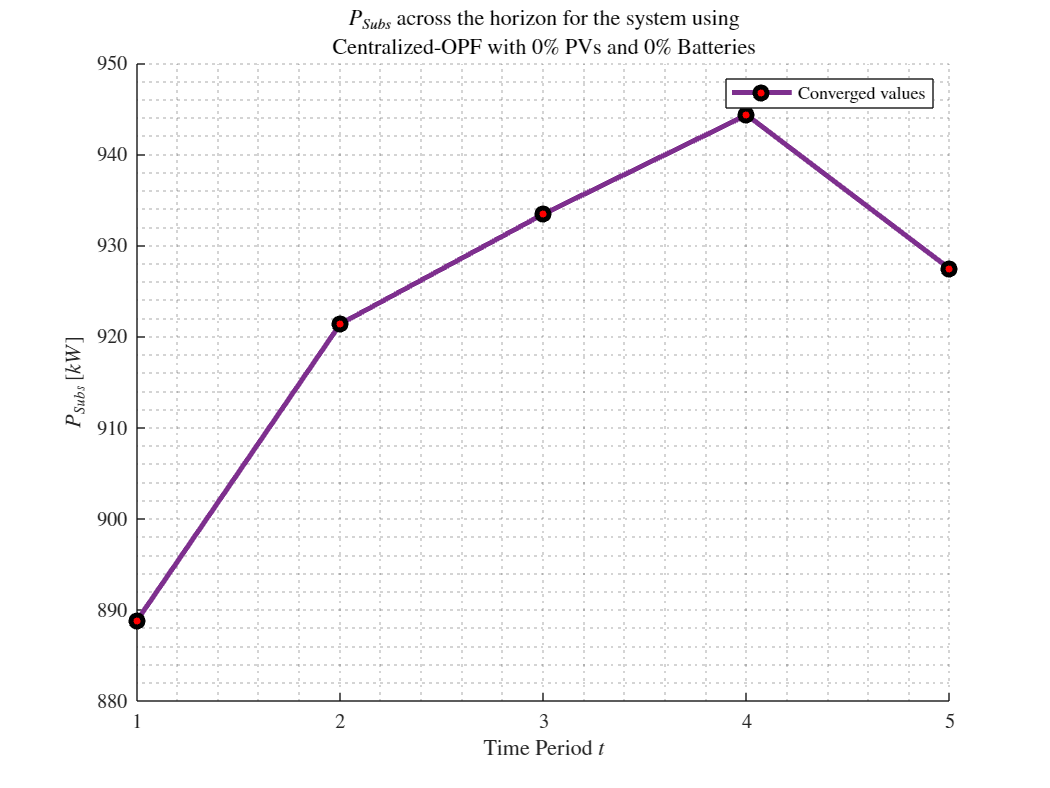 P_Subs across the horizon for the system using
Centralized-OPF with 0% PVs and 0% Batteries
950
940
930
920
910
900
890
880
P_Subs [kW]
Converged values
1 2 3 4 5
Time Period t